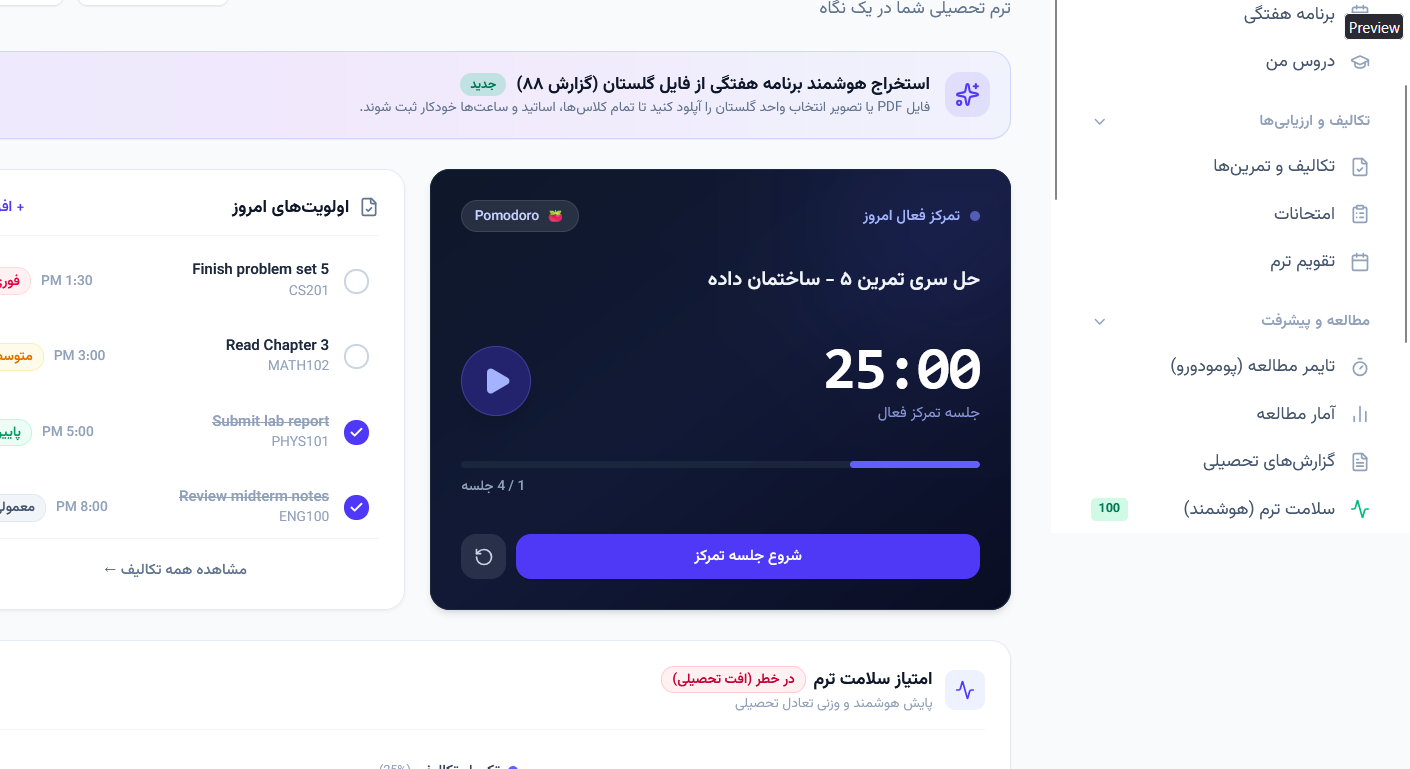 برنامه هفتگی
Preview
دروس من
تکالیف و ارزیابی‌ها
تکالیف و تمرین‌ها
امتحانات
تقویم ترم
مطالعه و پیشرفت
تایمر مطالعه (پومودورو)
آمار مطالعه
گزارش‌های تحصیلی
سلامت ترم (هوشمند)
100
ترم تحصیلی شما در یک نگاه
استخراج هوشمند برنامه هفتگی از فایل گلستان (گزارش ۸۸) جدید
فایل PDF یا تصویر انتخاب واحد گلستان را آپلود کنید تا تمام کلاس‌ها، اساتید و ساعت‌ها خودکار ثبت شوند.
تمرکز فعال امروز
Pomodoro
حل سری تمرین ۵ - ساختمان داده
25:00
جلسه تمرکز فعال
1 / 4 جلسه
شروع جلسه تمرکز
اولویت‌های امروز
Finish problem set 5
CS201
1:30 PM
Read Chapter 3
MATH102
3:00 PM
Submit lab report
PHYS101
5:00 PM
Review midterm notes
ENG100
8:00 PM
مشاهده همه تکالیف ←
امتیاز سلامت ترم در خطر (افت تحصیلی)
پایش هوشمند و وزنی تعادل تحصیلی